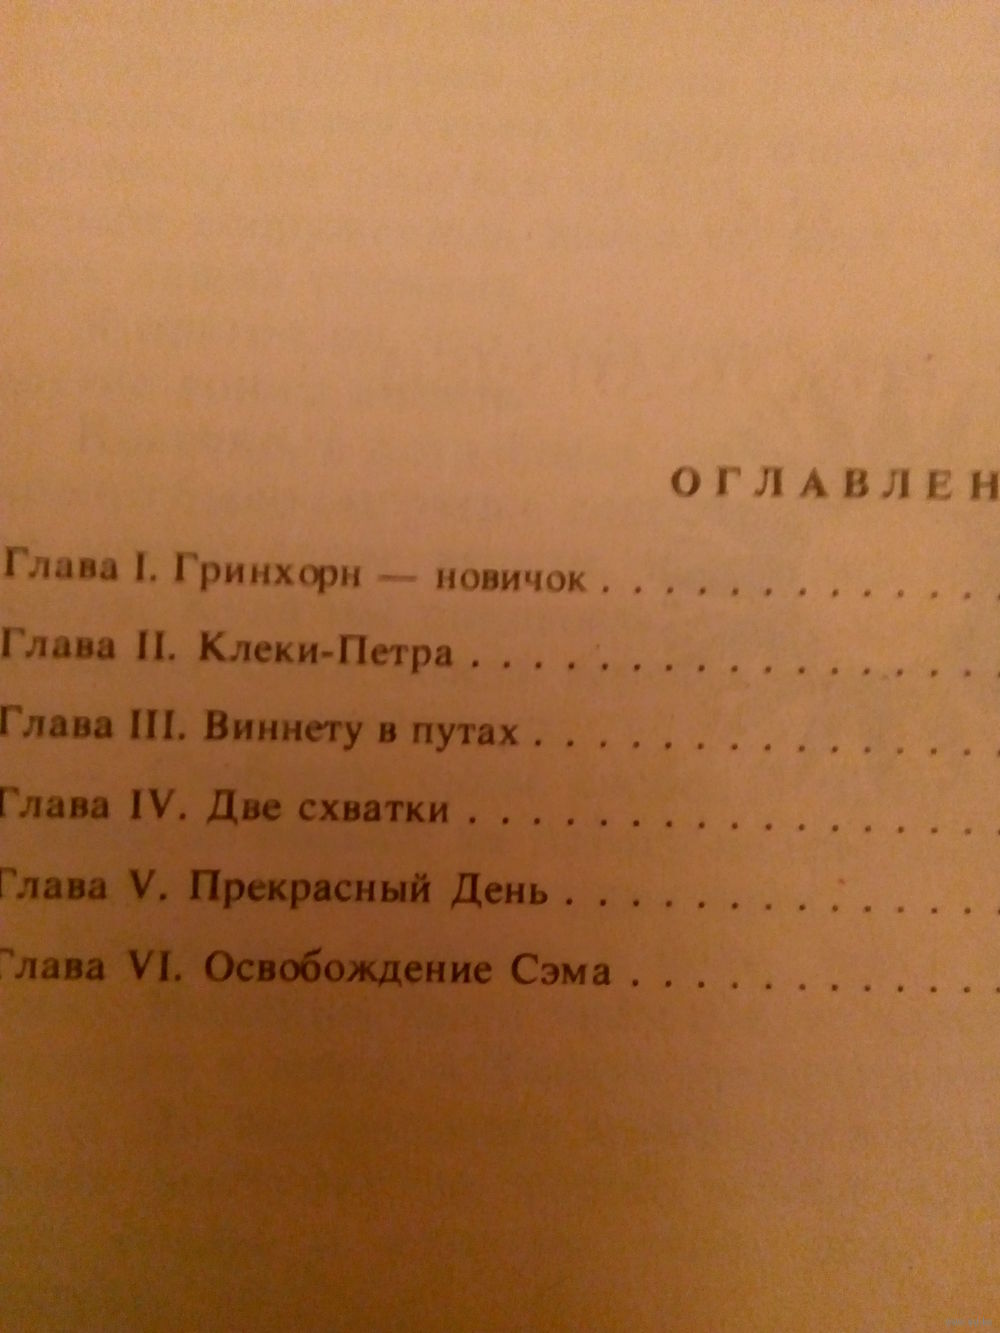 ОГЛАВЛЕН
Глава I. Гринхорн — новичок . . . . . . . . . . . . .
Глава II. Клеки-Петра . . . . . . . . . . . . . . . . .
Глава III. Виннету в путах . . . . . . . . . . . . . . .
Глава IV. Две схватки . . . . . . . . . . . . . . . . .
Глава V. Прекрасный День . . . . . . . . . . . . . .
Глава VI. Освобождение Сэма . . . . . . . . . . . .